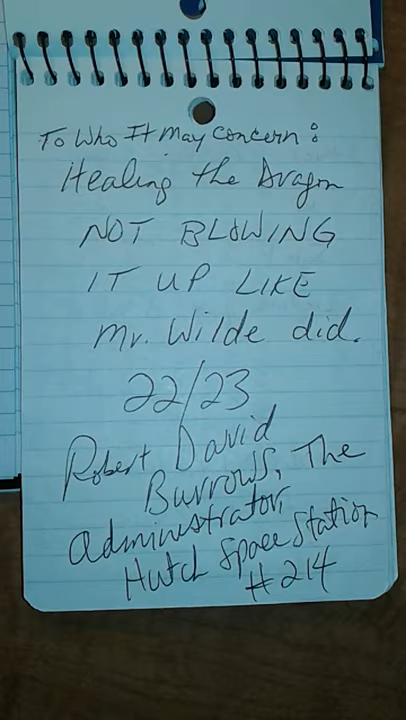 To Who It May Concern:
Healing the Dragon
NOT BLOWING
IT UP LIKE
Mr. Wilde did.
22/23
Robert David
Burrows, The
Administrator,
Hutch Space Station
#214